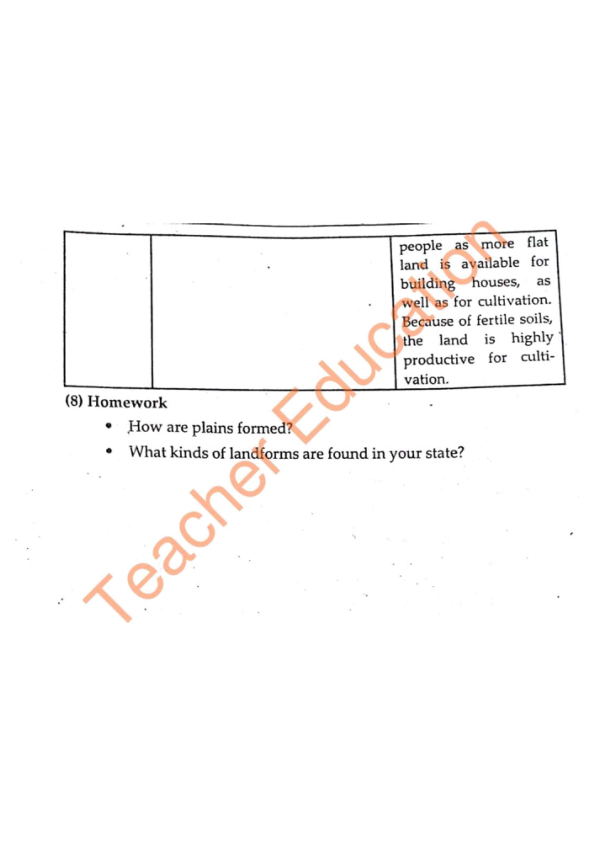 people as more flat
land is available for
building houses, as
well as for cultivation.
Because of fertile soils,
the land is highly
productive for culti-
vation.
(8) Homework
• How are plains formed?
• What kinds of landforms are found in your state?
Teacher Education